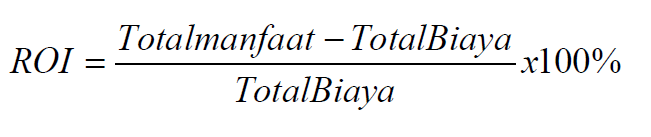 ROI = Totalmanfaat − TotalBiaya
TotalBiaya x100%